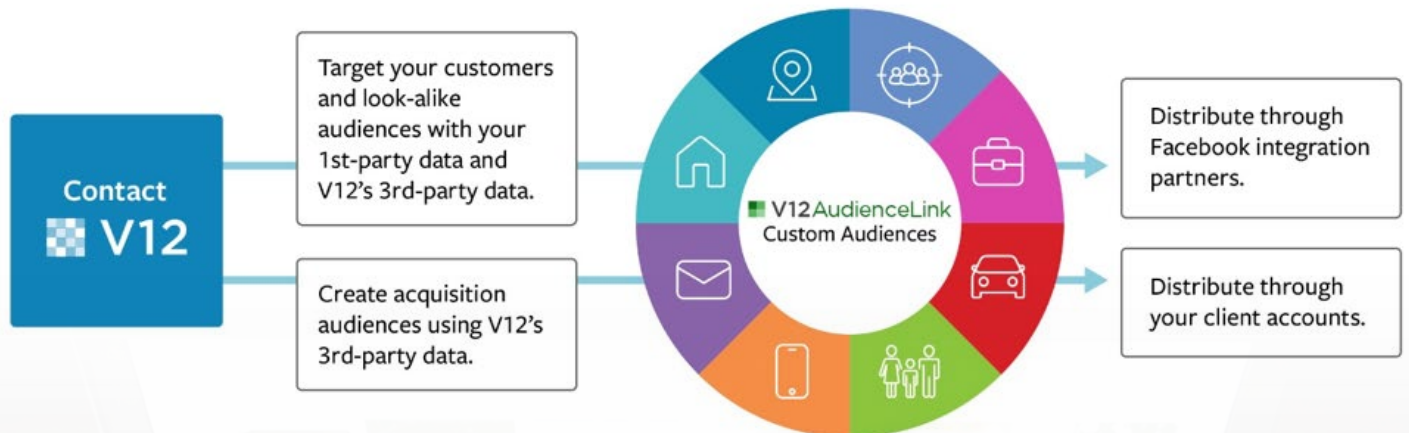 Contact
V12
Target your customers
and look-alike
audiences with your
1st-party data and
V12's 3rd-party data.
Create acquisition
audiences using V12's
3rd-party data.
V12AudienceLink
Custom Audiences
Distribute through
Facebook integration
partners.
Distribute through
your client accounts.